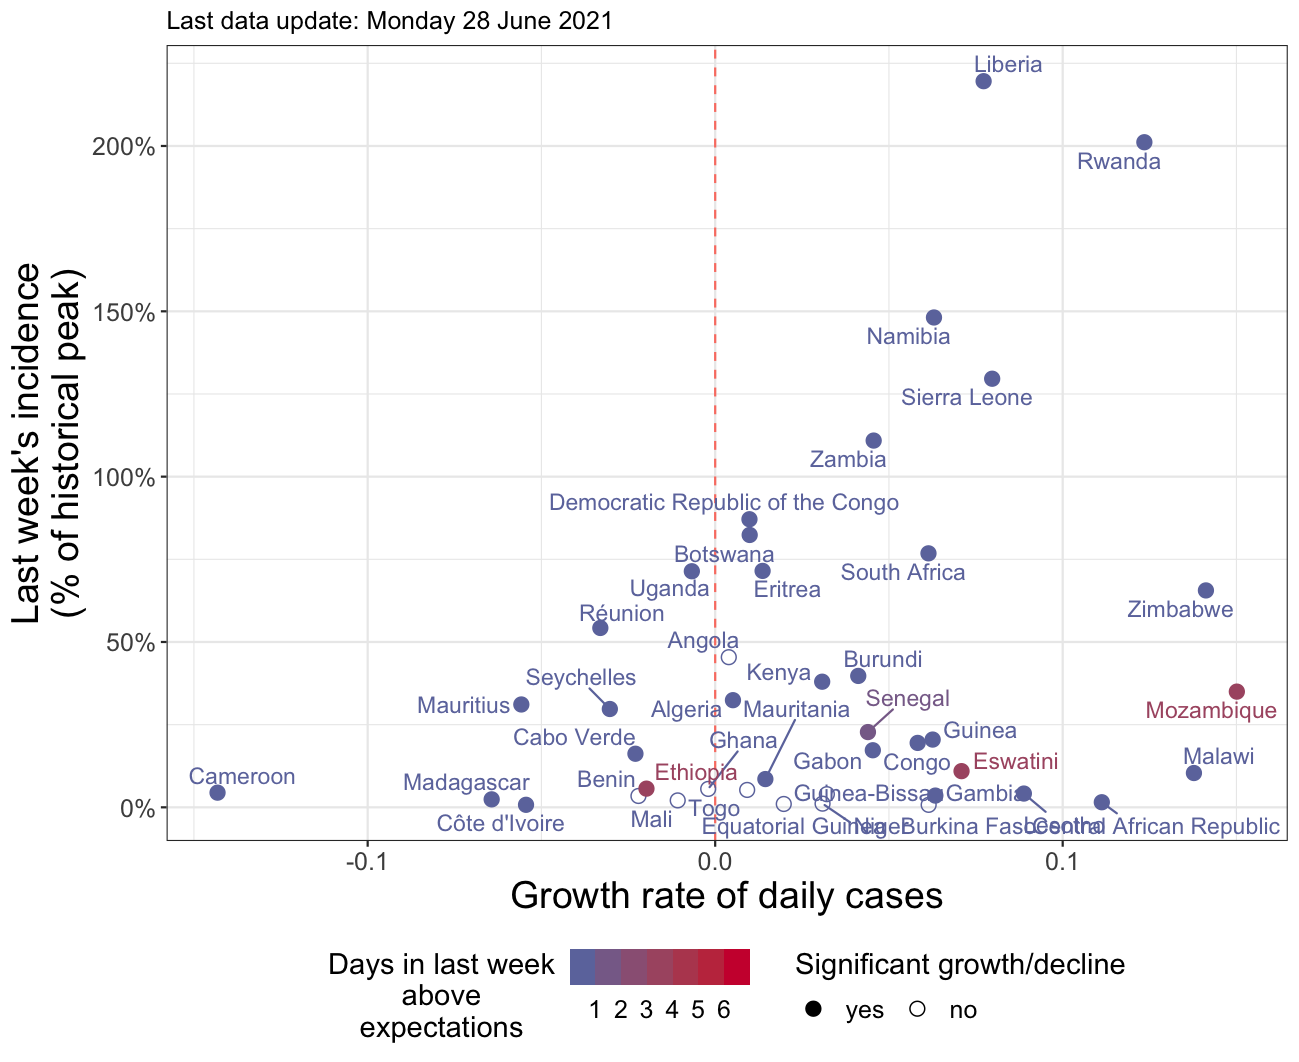 Last data update: Monday 28 June 2021
Last week's incidence
(% of historical peak)
200%
150%
100%
50%
0%
Liberia
Rwanda
Namibia
Sierra Leone
Zambia
Democratic Republic of the Congo
Botswana
South Africa
Uganda
Eritrea
Zimbabwe
Réunion
Angola
Burundi
Kenya
Seychelles
Senegal
Mauritius
Algeria
Mauritania
Mozambique
Guinea
Cabo Verde
Ghana
Malawi
Gabon
Congo
Eswatini
Cameroon
Ethiopia
Benin
Madagascar
Guinea-Bissau
Gambia
Togo
Mali
Côte d'Ivoire
Equatorial Guinea
Niger
Burkina Faso
Lesotho
Central African Republic
-0.1
0.0
0.1
Growth rate of daily cases
Days in last week
above
expectations
1 2 3 4 5 6
Significant growth/decline
yes
no